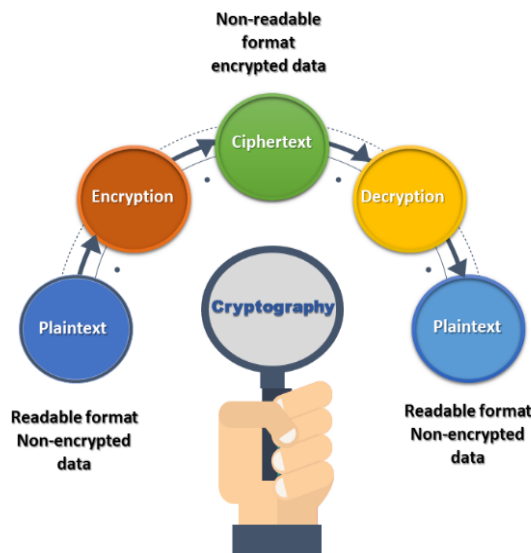 Non-readable
format
encrypted data
Ciphertext
Encryption
Decryption
Plaintext
Cryptography
Plaintext
Readable format
Non-encrypted
data
Readable format
Non-encrypted
data